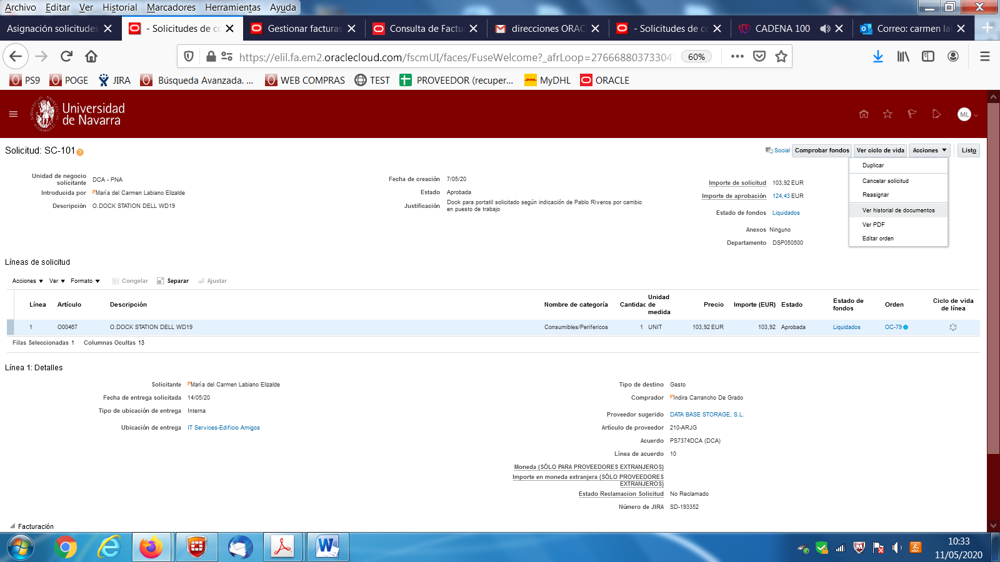 Archivo Editar Ver Historial Marcadores Herramientas Ayuda
Asignación solicitudes
- Solicitudes de co
Gestionar facturas
Consulta de Factu
direcciones ORAC
- Solicitudes de co
CADENA 100
Correo: carmen la
https://elil.fa.em2.oraclecloud.com/fscmUI/faces/FuseWelcome?_afrLoop=27666880373304 60%
PS9 POGE JIRA Búsqueda Avanzada. ... WEB COMPRAS TEST PROVEEDOR (recuper... MyDHL ORACLE
Universidad
de Navarra
ML
Solicitud: SC-101
Social Comprobar fondos Ver ciclo de vida Acciones Listo
Duplicar
Cancelar solicitud
Reasignar
Ver historial de documentos
Ver PDF
Editar orden
Unidad de negocio
solicitante DCA - PNA
Introducida por María del Carmen Labiano Elizalde
Descripción O.DOCK STATION DELL WD19
Fecha de creación 7/05/20
Estado Aprobada
Justificación Dock para portatil solicitado según indicación de Pablo Riveros por cambio
en puesto de trabajo
Importe de solicitud 103,92 EUR
Importe de aprobación 124,43 EUR
Estado de fondos Liquidados
Anexos Ninguno
Departamento DSP050500
Líneas de solicitud
Acciones Ver Formato Congelar Separar Ajustar
Línea Artículo Descripción Nombre de categoría Cantidad Unidad de medida Precio Importe (EUR) Estado Estado de fondos Orden Ciclo de vida de línea
1 O00467 O.DOCK STATION DELL WD19 Consumibles/Perifericos 1 UNIT 103,92 EUR 103,92 Aprobada Liquidados OC-79
Filas Seleccionadas 1 Columnas Ocultas 13
Línea 1: Detalles
Solicitante María del Carmen Labiano Elizalde
Fecha de entrega solicitada 14/05/20
Tipo de ubicación de entrega Interna
Ubicación de entrega IT Services-Edificio Amigos
Tipo de destino Gasto
Comprador Indira Carrancho De Grado
Proveedor sugerido DATA BASE STORAGE, S.L.
Artículo de proveedor 210-ARJG
Acuerdo PS7374DCA (DCA)
Línea de acuerdo 10
Moneda (SÓLO PARA PROVEEDORES EXTRANJEROS)
Importe en moneda extranjera (SÓLO PROVEEDORES
EXTRANJEROS)
Estado Reclamacion Solicitud No Reclamado
Número de JIRA SD-193352
Facturación
10:33
11/05/2020